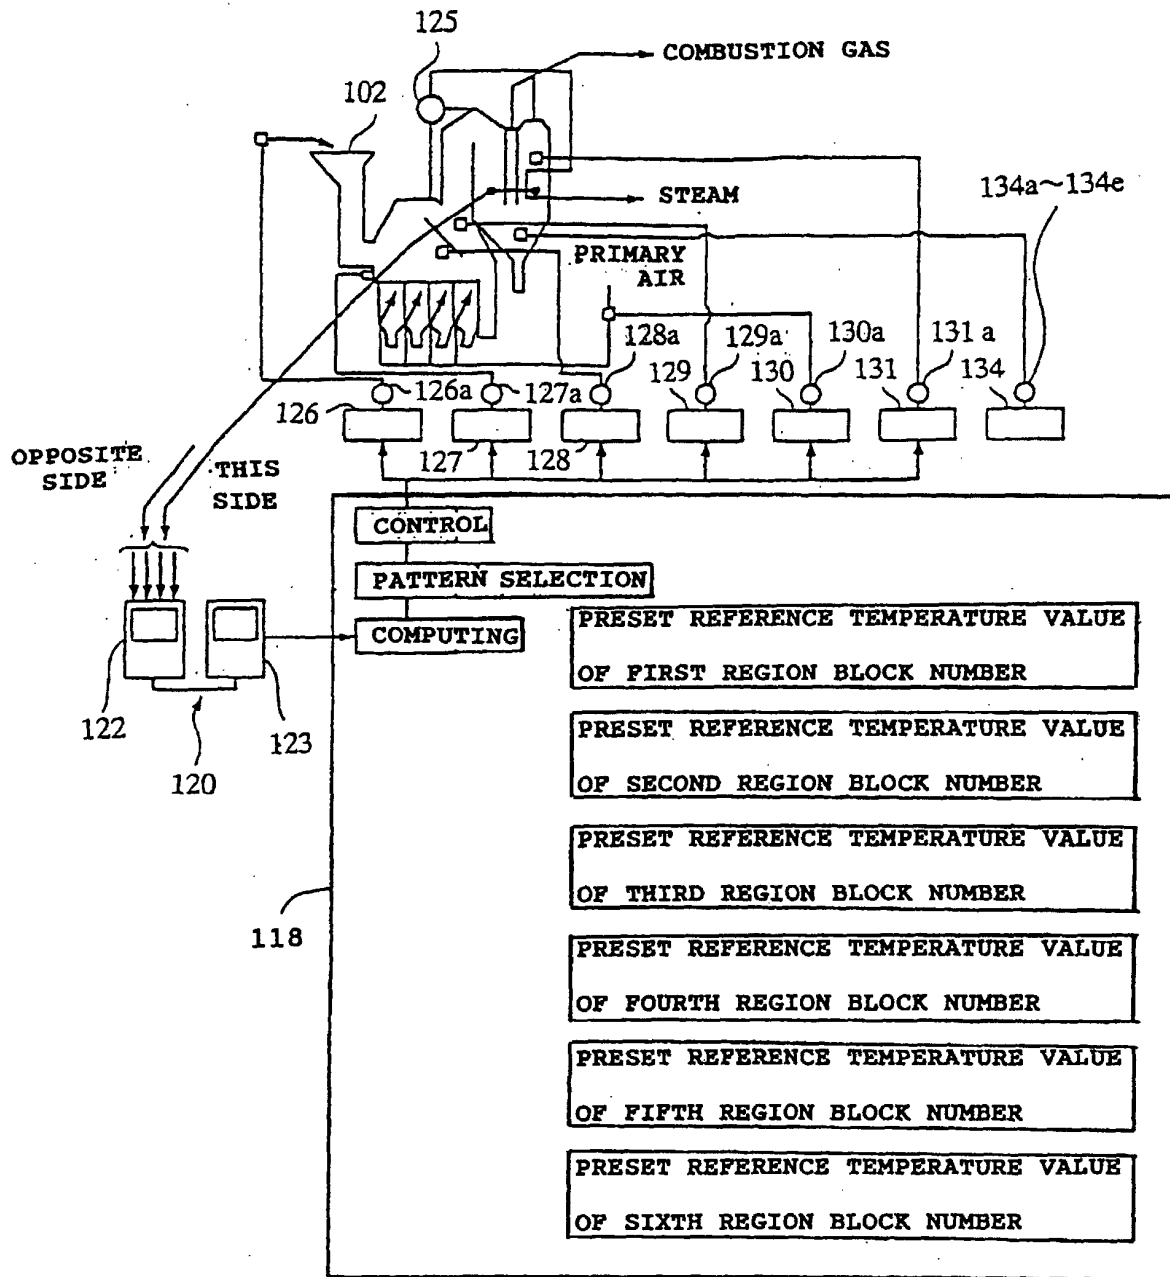 125
COMBUSTION GAS
102
STEAM
134a~134e
PRIMARY
AIR
128a
129a
130a
131a
126a
127a
129
130
131
134
126
127
128
OPPOSITE
SIDE
THIS
SIDE
CONTROL
PATTERN SELECTION
COMPUTING
PRESET REFERENCE TEMPERATURE VALUE
OF FIRST REGION BLOCK NUMBER
122
123
120
PRESET REFERENCE TEMPERATURE VALUE
OF SECOND REGION BLOCK NUMBER
PRESET REFERENCE TEMPERATURE VALUE
OF THIRD REGION BLOCK NUMBER
118
PRESET REFERENCE TEMPERATURE VALUE
OF FOURTH REGION BLOCK NUMBER
PRESET REFERENCE TEMPERATURE VALUE
OF FIFTH REGION BLOCK NUMBER
PRESET REFERENCE TEMPERATURE VALUE
OF SIXTH REGION BLOCK NUMBER